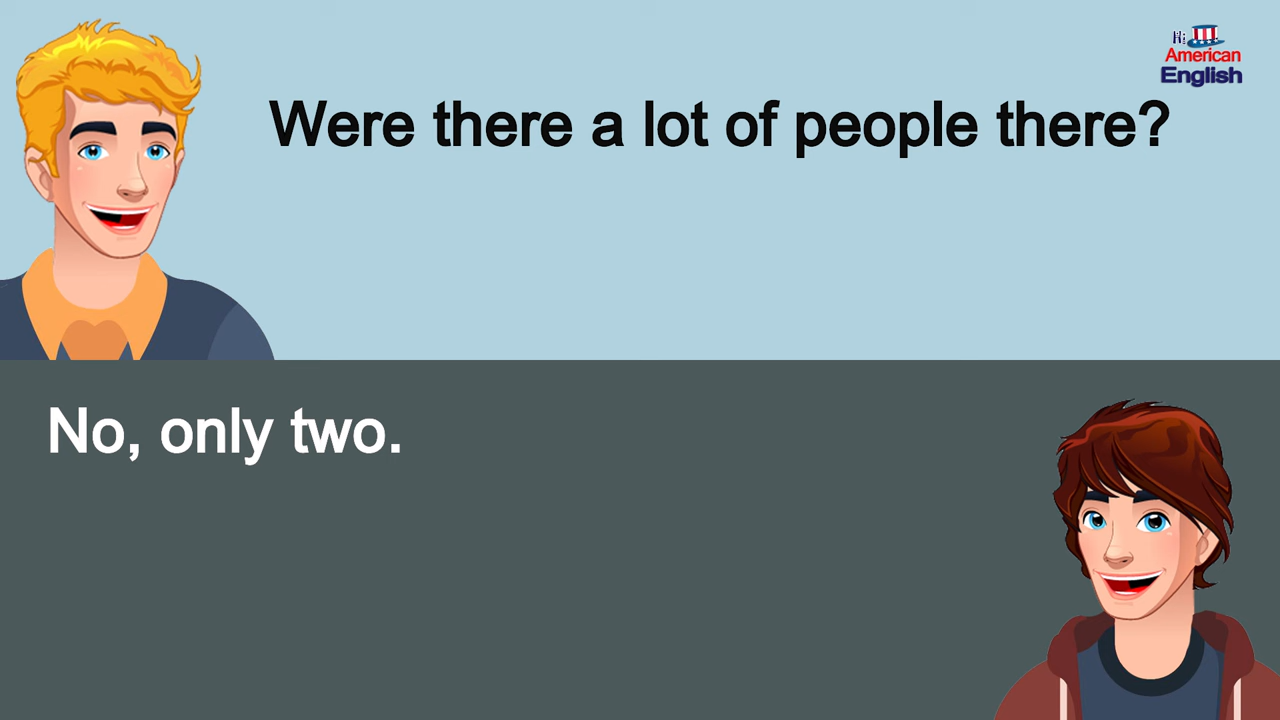 Hi
American
English
Were there a lot of people there?
No, only two.